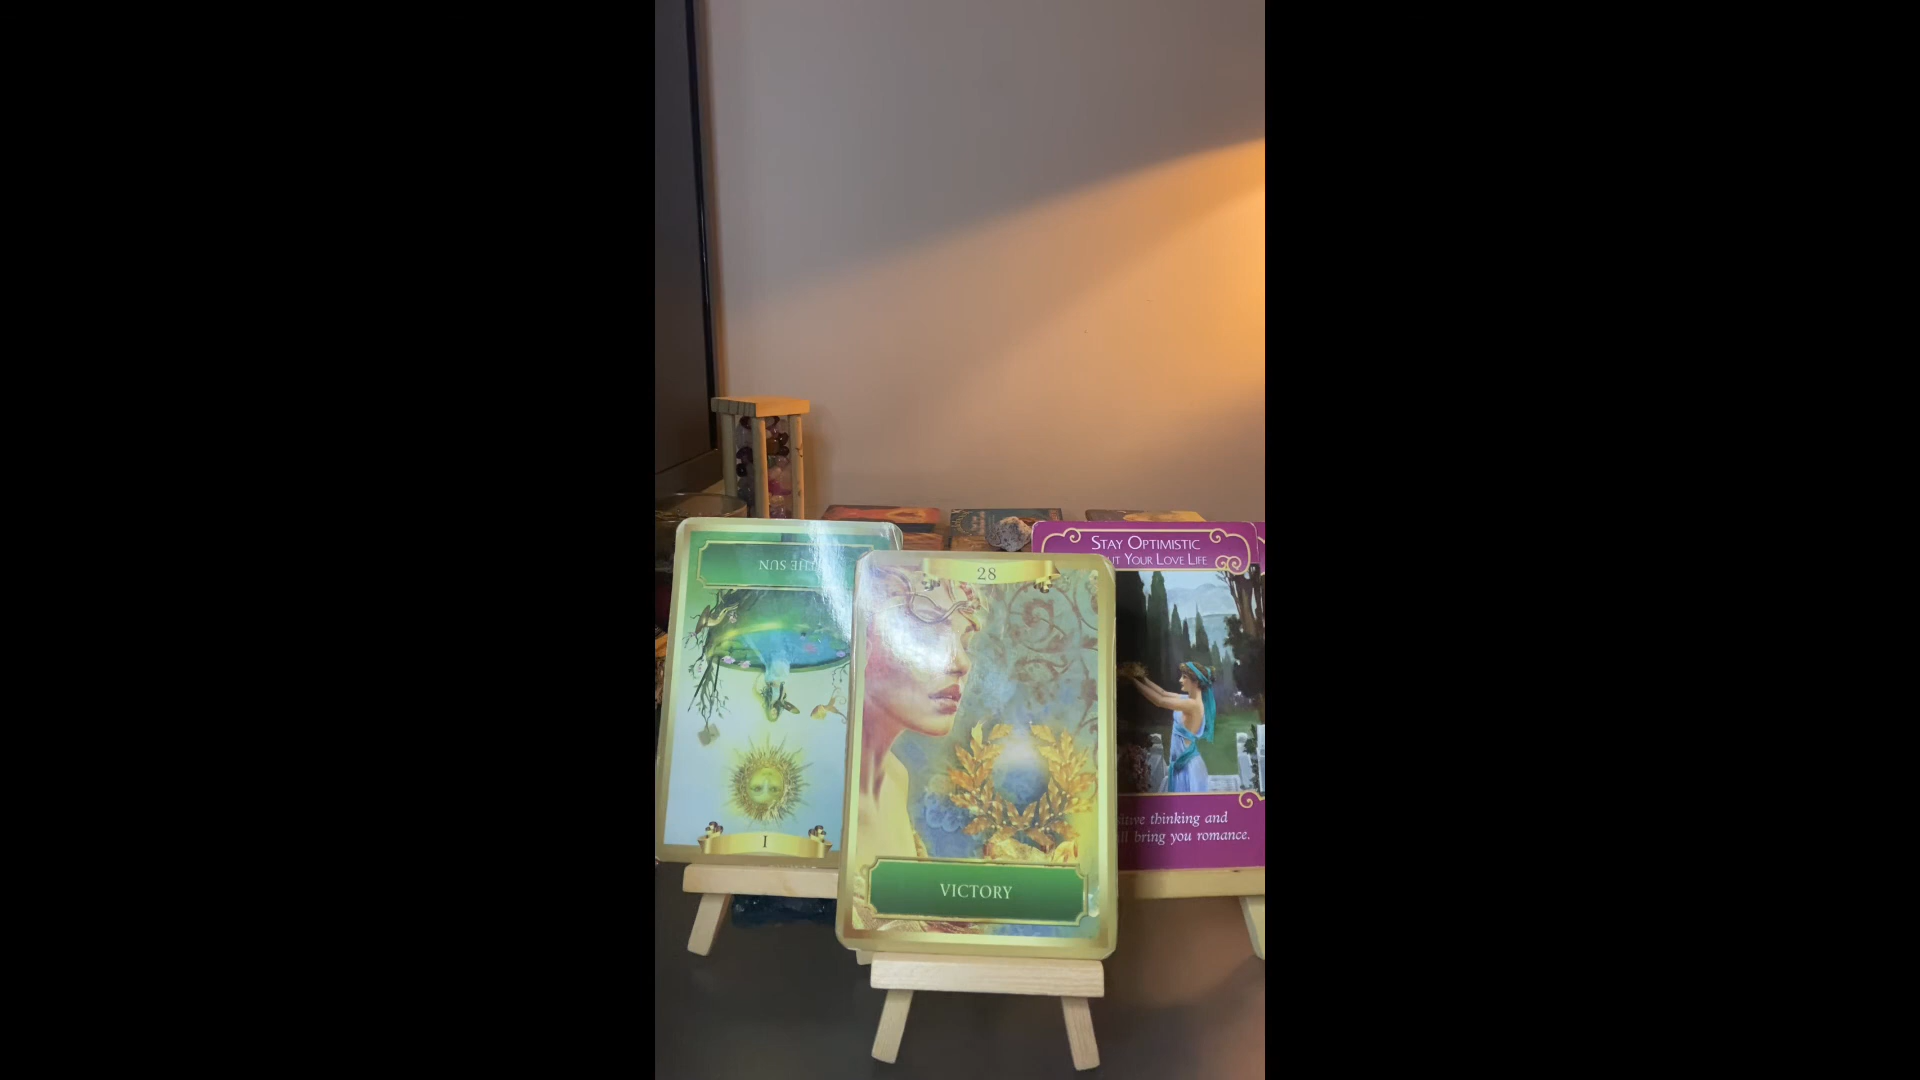 THE SUN
I
28
VICTORY
STAY OPTIMISTIC
YOUR LOVE LIFE
thinking and
bring you romance.